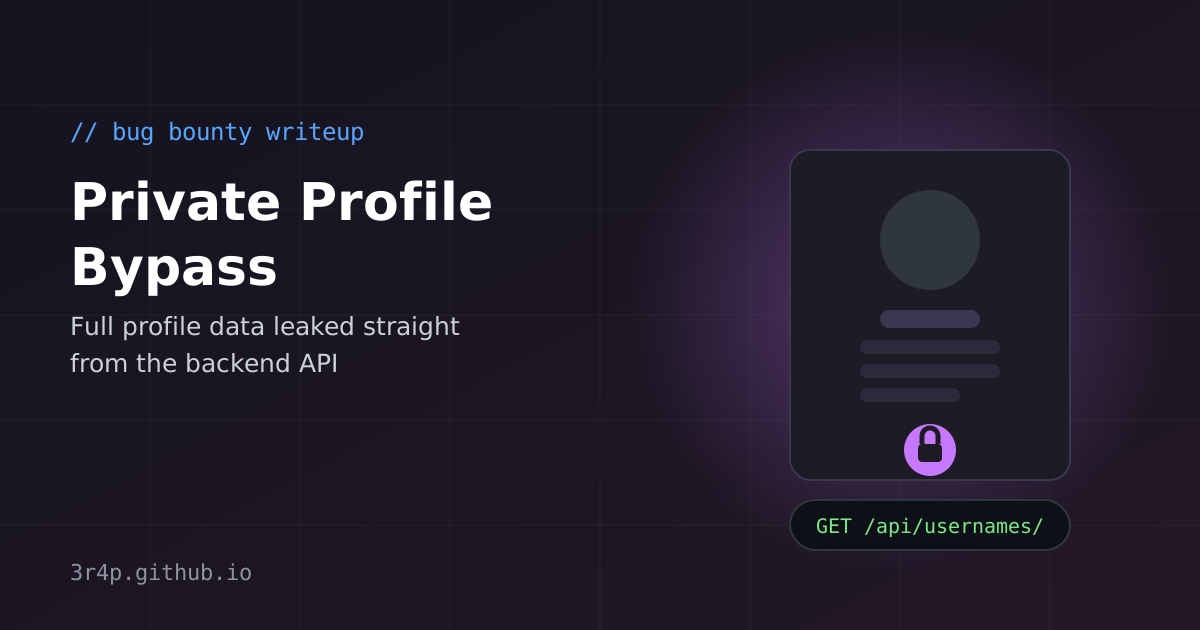 // bug bounty writeup
Private Profile
Bypass
Full profile data leaked straight
from the backend API
GET /api/usernames/
3r4p.github.io